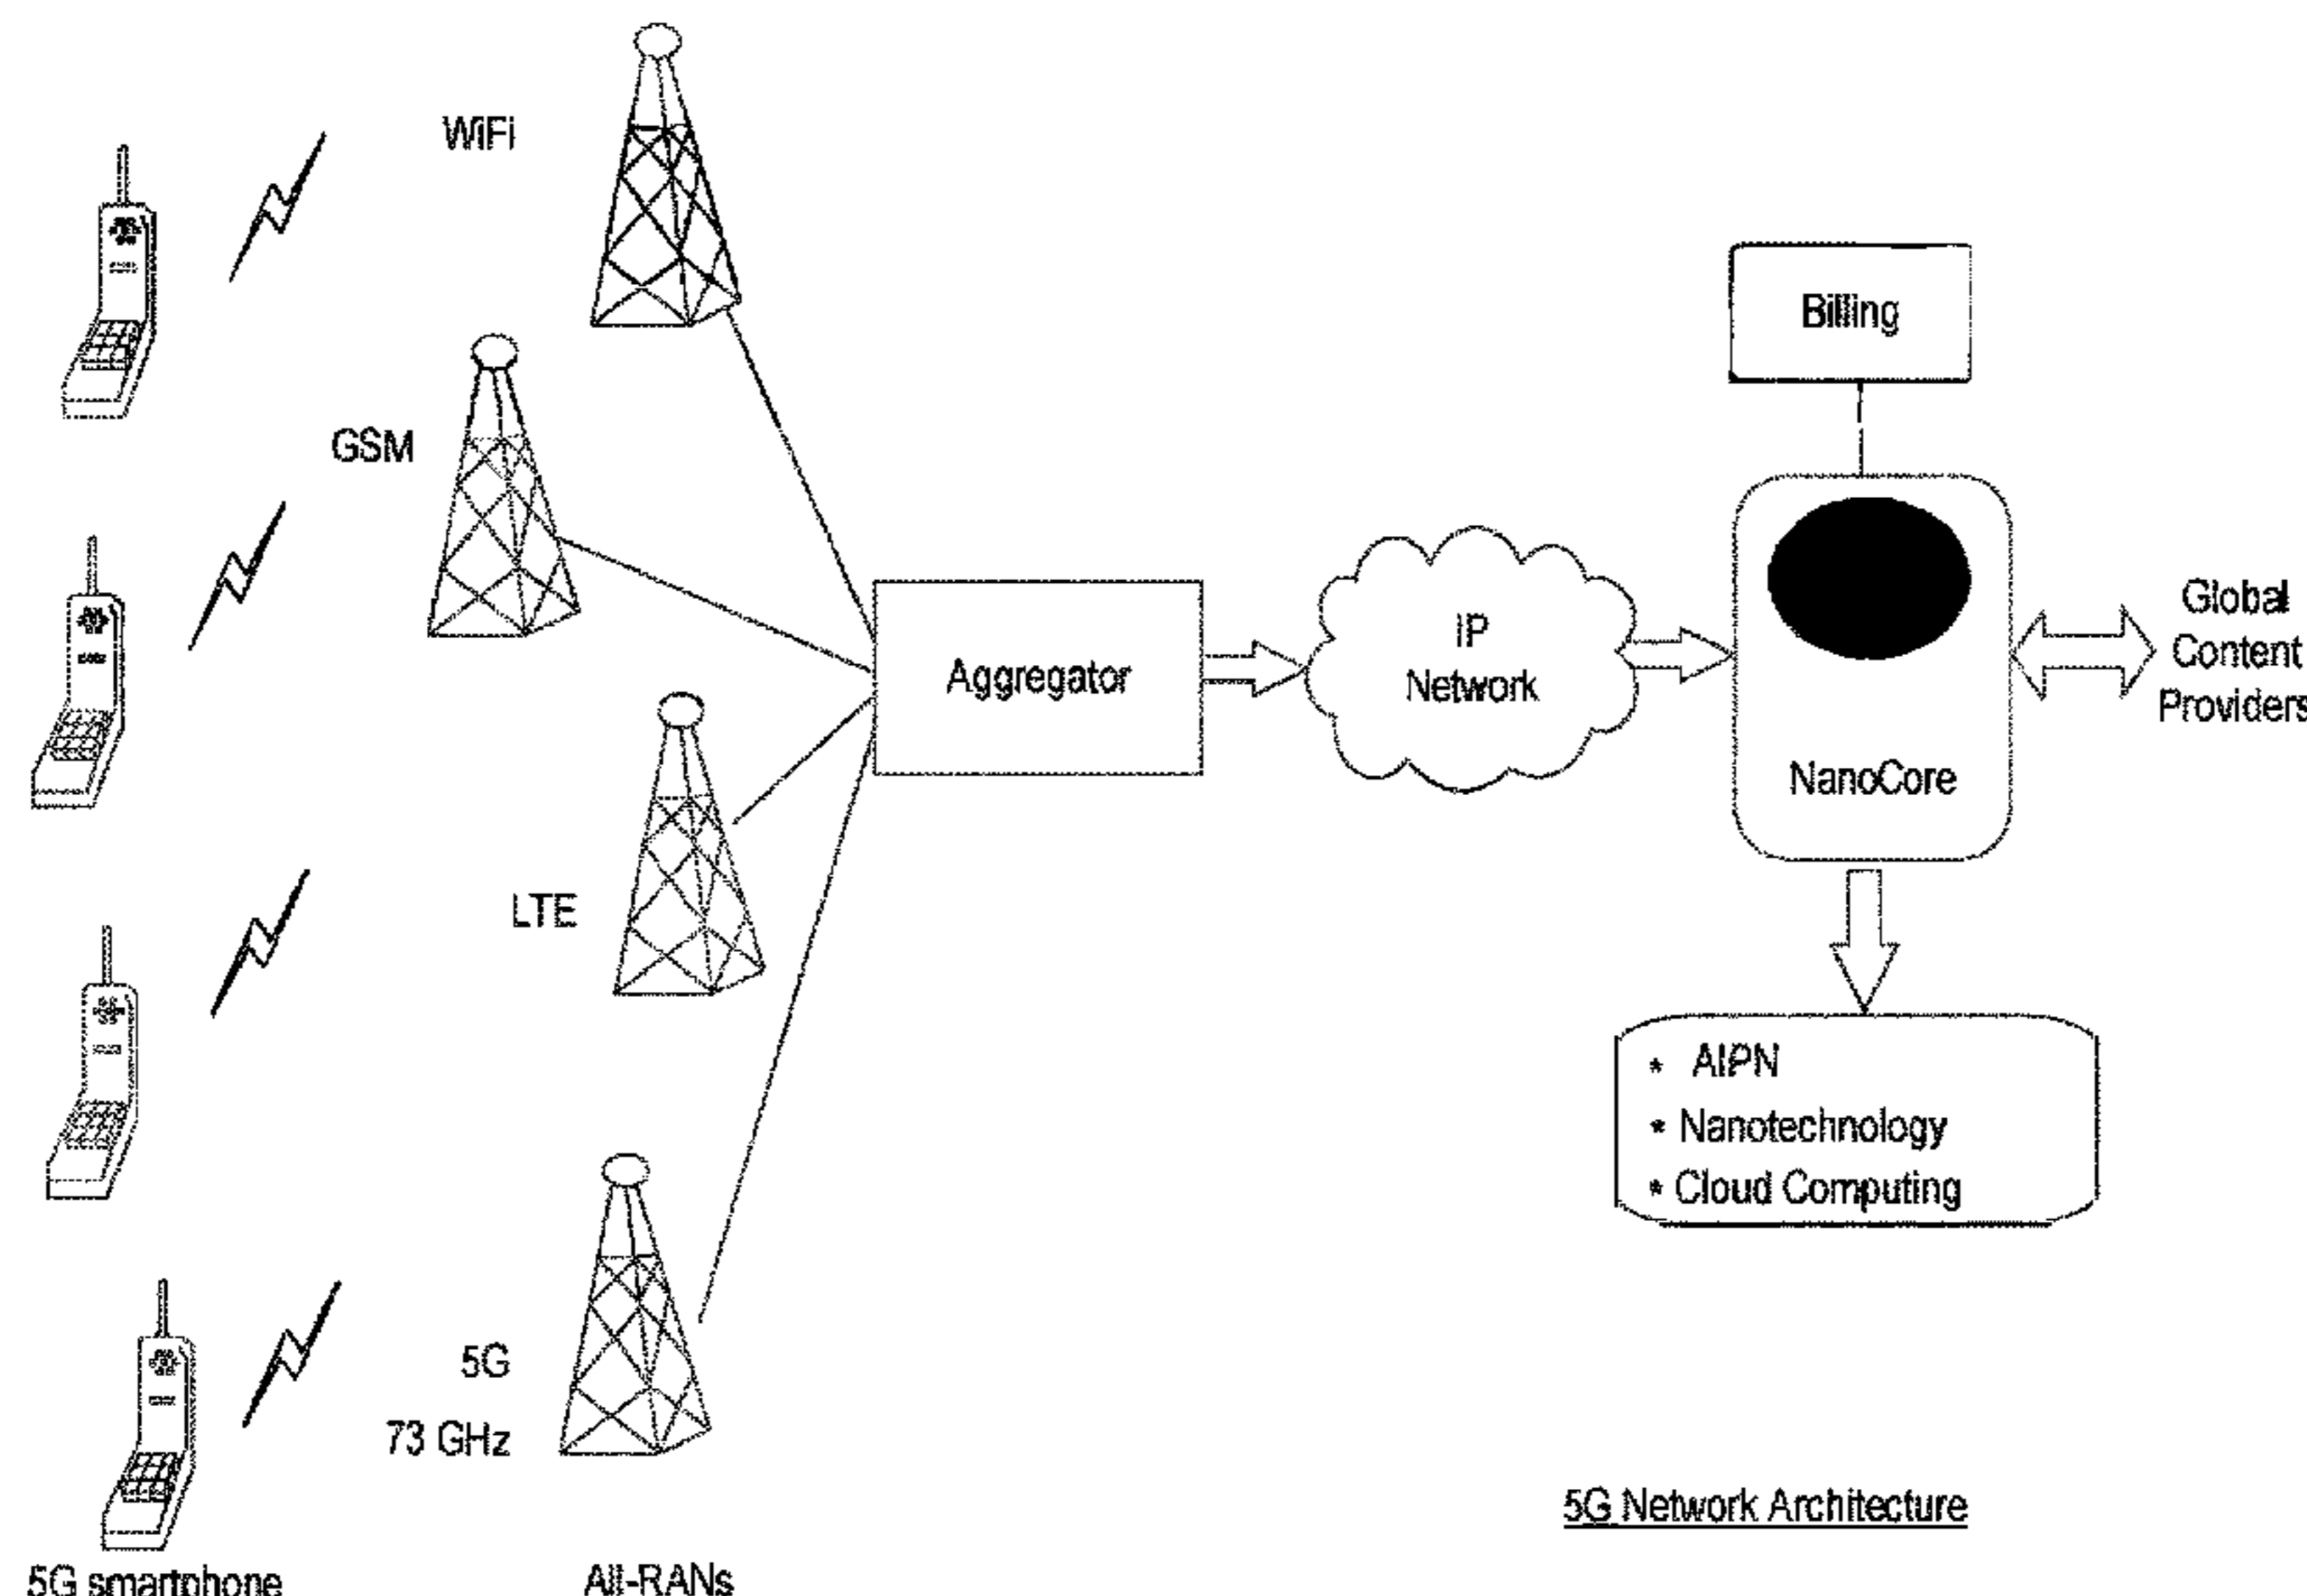 WiFi
GSM
LTE
5G
73 GHz
5G smartphone
All-RANs
Aggregator
IP
Network
Billing
NanoCore
Global
Content
Providers
* AIPN
* Nanotechnology
* Cloud Computing
5G Network Architecture